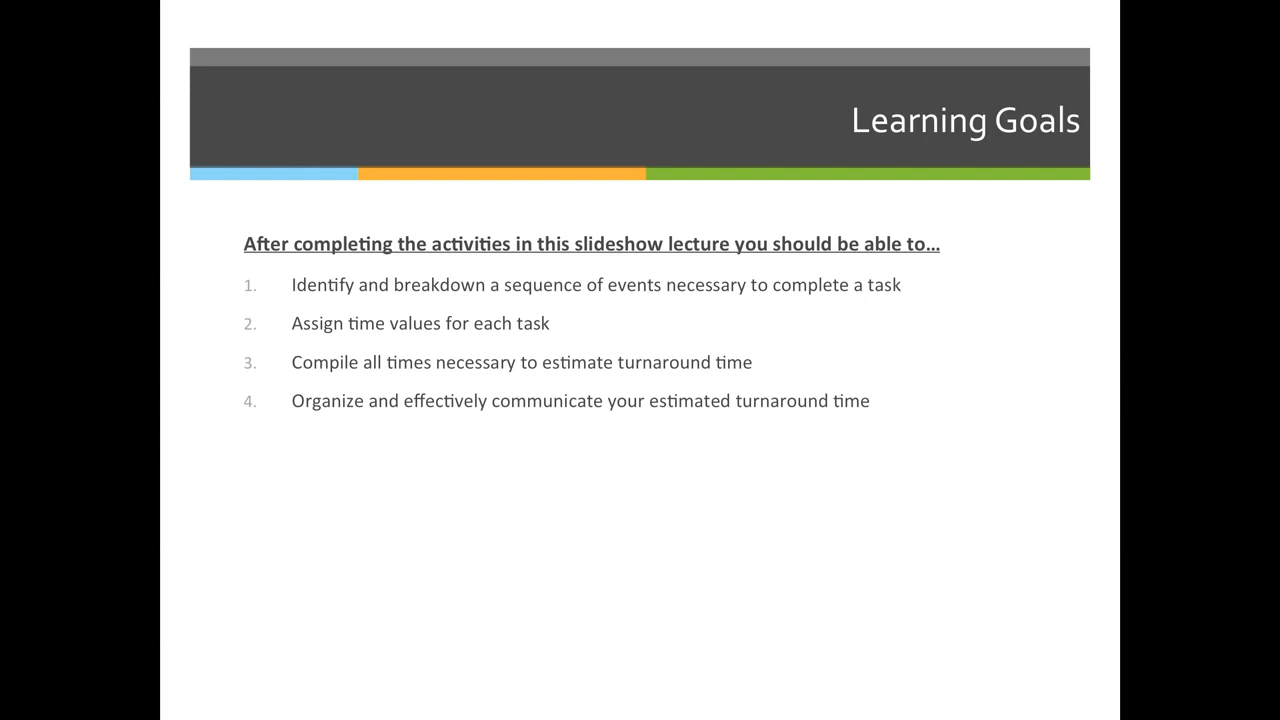 Learning Goals
After completing the activities in this slideshow lecture you should be able to…
1. Identify and breakdown a sequence of events necessary to complete a task
2. Assign time values for each task
3. Compile all times necessary to estimate turnaround time
4. Organize and effectively communicate your estimated turnaround time